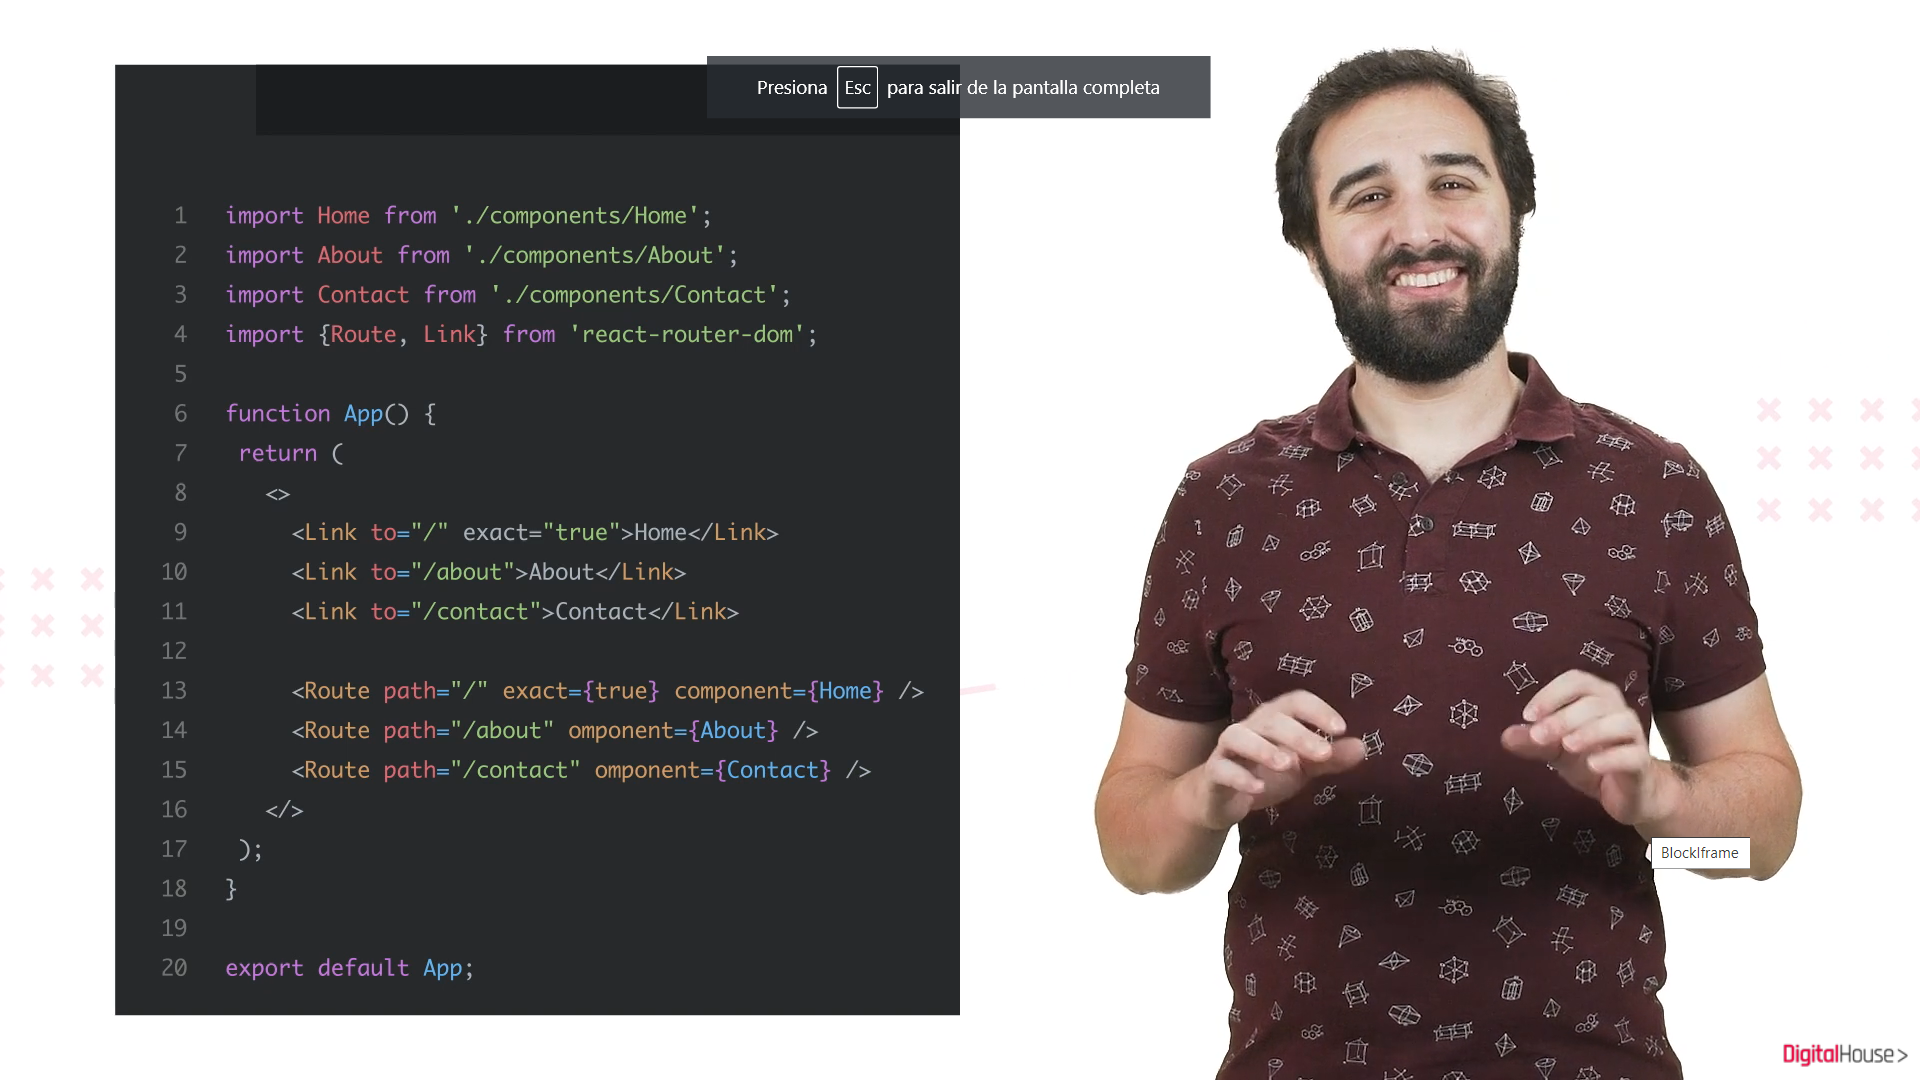 Presiona Esc para salir de la pantalla completa
1 import Home from './components/Home';
2 import About from './components/About';
3 import Contact from './components/Contact';
4 import {Route, Link} from 'react-router-dom';
5
6 function App() {
7 return (
8 <>
9 <Link to="/" exact="true">Home</Link>
10 <Link to="/about">About</Link>
11 <Link to="/contact">Contact</Link>
12
13 <Route path="/" exact={true} component={Home} />
14 <Route path="/about" omponent={About} />
15 <Route path="/contact" omponent={Contact} />
16 </>
17 );
18 }
19
20 export default App;
BlockIframe
DigitalHouse>